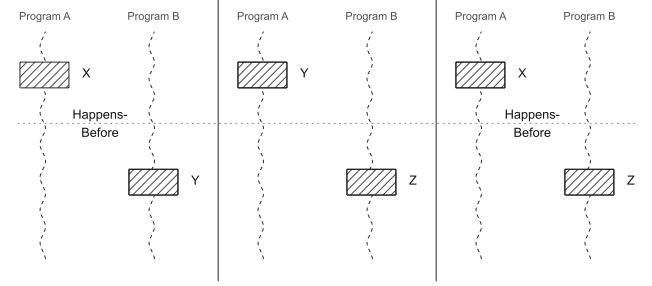 Program A
Program B
X
Happens-
Before
Y
Program A
Program B
Y
Z
Program A
Program B
X
Happens-
Before
Z